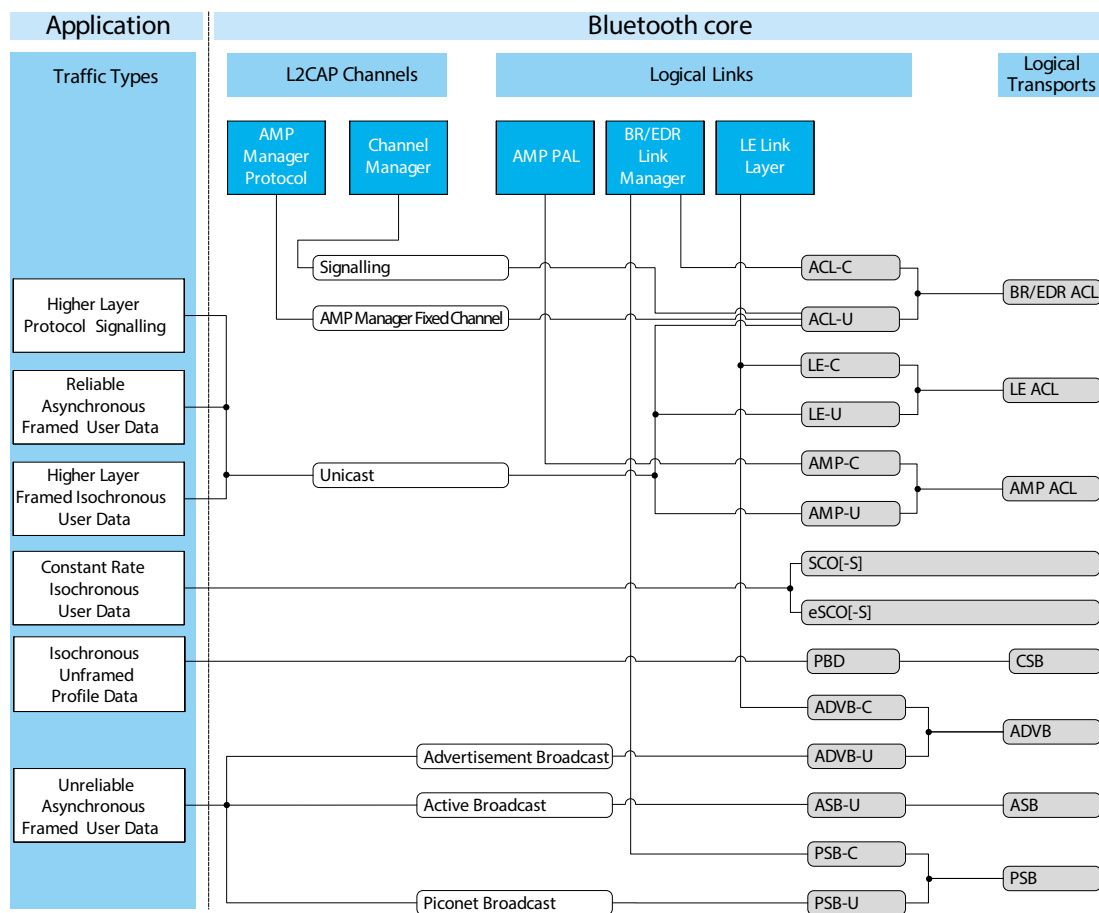 Application
Bluetooth core
Traffic Types
L2CAP Channels
Logical Links
Logical
Transports
AMP
Manager
Protocol
Channel
Manager
AMP PAL
BR/EDR
Link
Manager
LE Link
Layer
Signalling
ACL-C
Higher Layer
Protocol Signalling
BR/EDR ACL
AMP Manager Fixed Channel
ACL-U
LE-C
Reliable
Asynchronous
Framed User Data
LE ACL
LE-U
Higher Layer
Framed Isochronous
User Data
Unicast
AMP-C
AMP ACL
AMP-U
Constant Rate
Isochronous
User Data
SCO[-S]
eSCO[-S]
Isochronous
Unframed
Profile Data
PBD
CSB
ADVB-C
ADVB
Advertisement Broadcast
ADVB-U
Unreliable
Asynchronous
Framed User Data
Active Broadcast
ASB-U
ASB
PSB-C
PSB
Piconet Broadcast
PSB-U